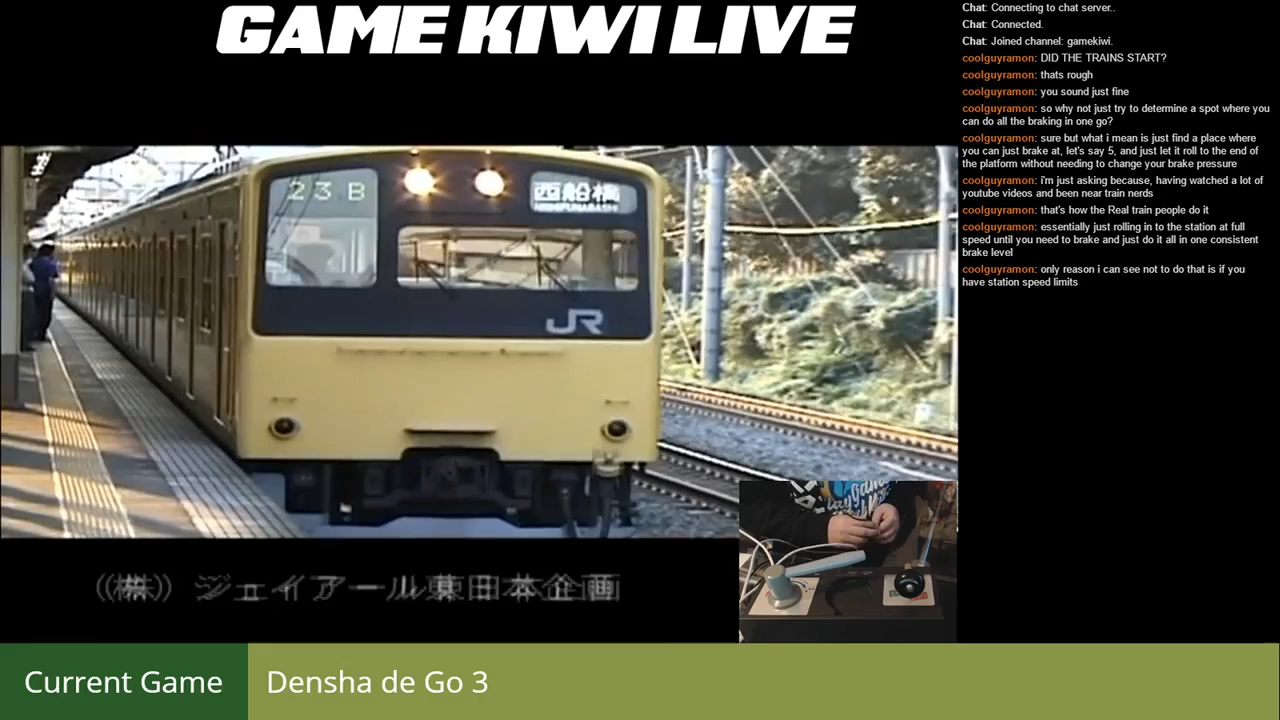 GAME KIWI LIVE
Chat: Connecting to chat server..
Chat: Connected.
Chat: Joined channel: gamekiwi.
coolguyramon: DID THE TRAINS START?
coolguyramon: thats rough
coolguyramon: you sound just fine
coolguyramon: so why not just try to determine a spot where you
can do all the braking in one go?
coolguyramon: sure but what i mean is just find a place where
you can just brake at, let's say 5, and just let it roll to the end of
the platform without needing to change your brake pressure
coolguyramon: i'm just asking because, having watched a lot of
youtube videos and been near train nerds
coolguyramon: that's how the Real train people do it
coolguyramon: essentially just rolling in to the station at full
speed until you need to brake and just do it all in one consistent
brake level
coolguyramon: only reason i can see not to do that is if you
have station speed limits
23B
西船橋
NISHIFUNABASHI
JR
(株) ジェイアール東日本企画
Current Game
Densha de Go 3